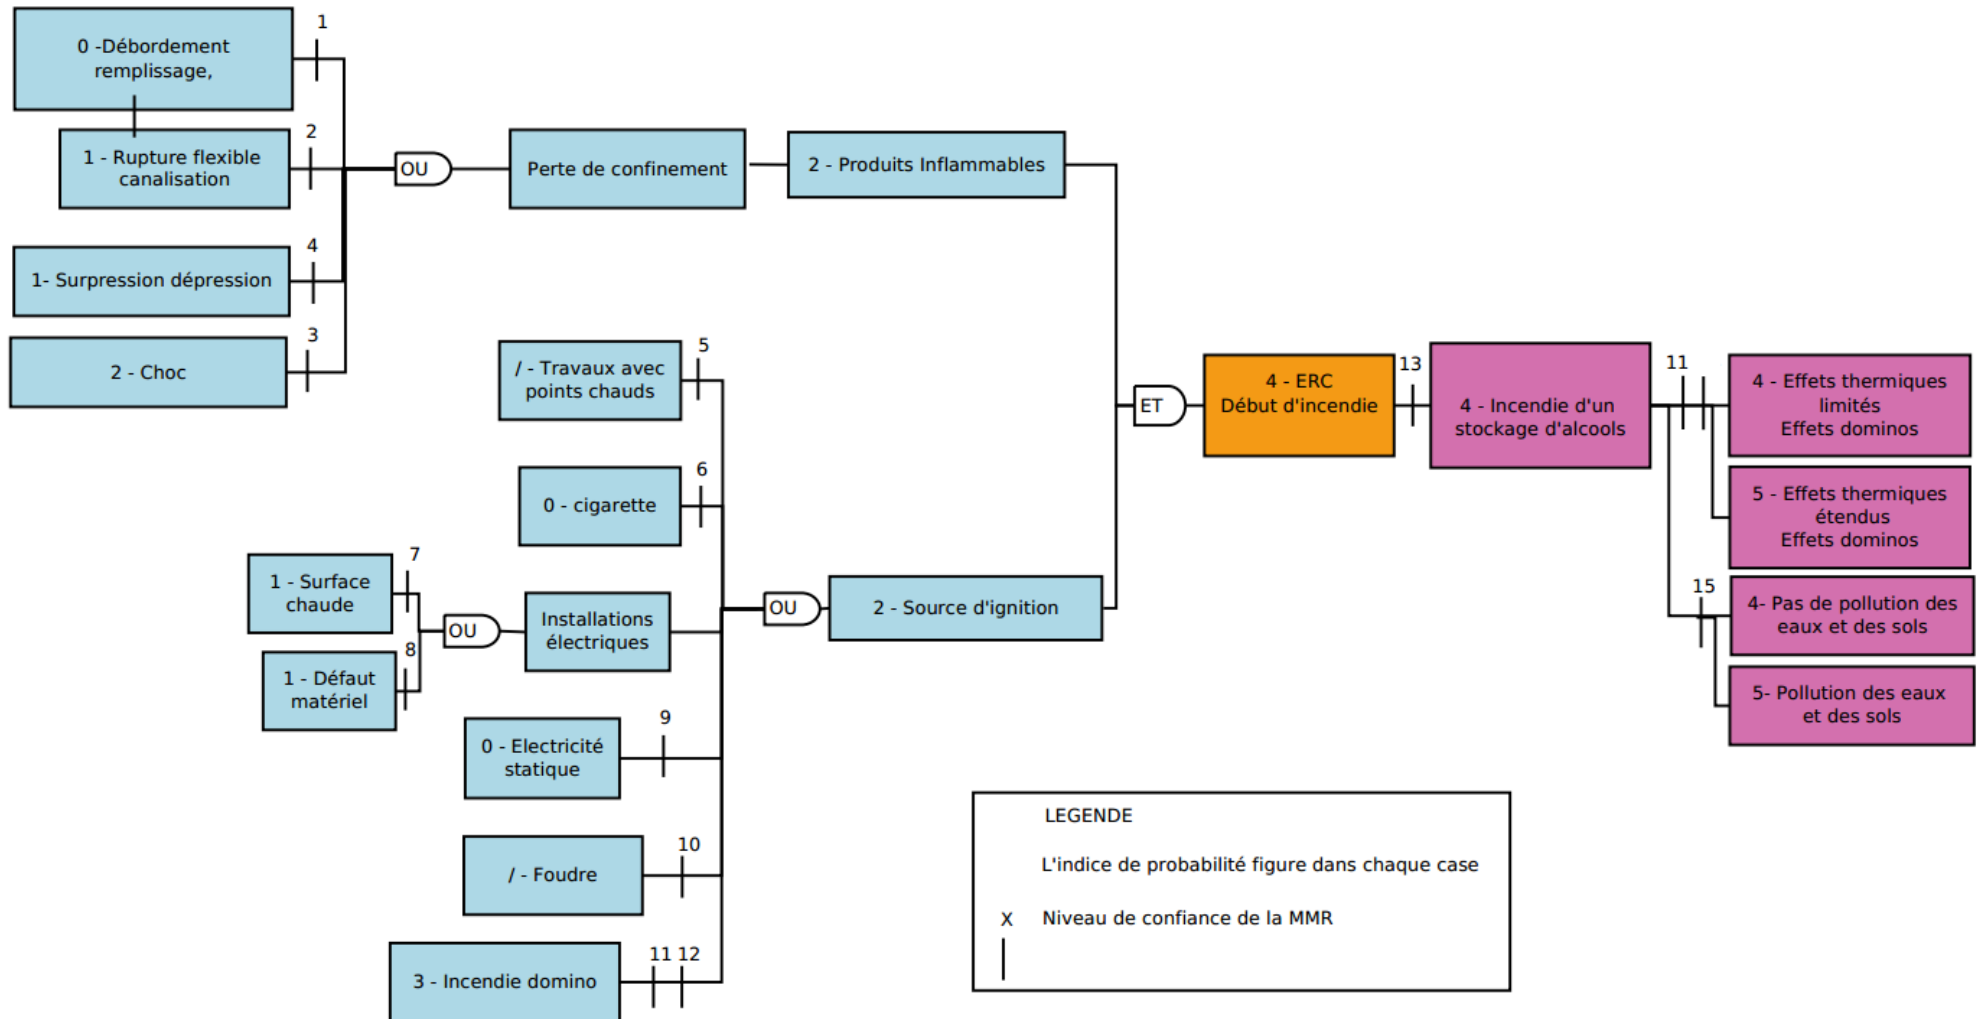 1
0 -Débordement
remplissage,
2
1 - Rupture flexible
canalisation
OU
Perte de confinement
2 - Produits Inflammables
4
1- Surpression dépression
3
2 - Choc
5
/ - Travaux avec
points chauds
6
0 - cigarette
7
1 - Surface
chaude
8
1 - Défaut
matériel
OU
Installations
électriques
OU
2 - Source d'ignition
9
0 - Electricité
statique
10
/ - Foudre
11 12
3 - Incendie domino
ET
4 - ERC
Début d'incendie
13
4 - Incendie d'un
stockage d'alcools
11
4 - Effets thermiques
limités
Effets dominos
5 - Effets thermiques
étendus
Effets dominos
15
4- Pas de pollution des
eaux et des sols
5- Pollution des eaux
et des sols
LEGENDE
L'indice de probabilité figure dans chaque case
X Niveau de confiance de la MMR